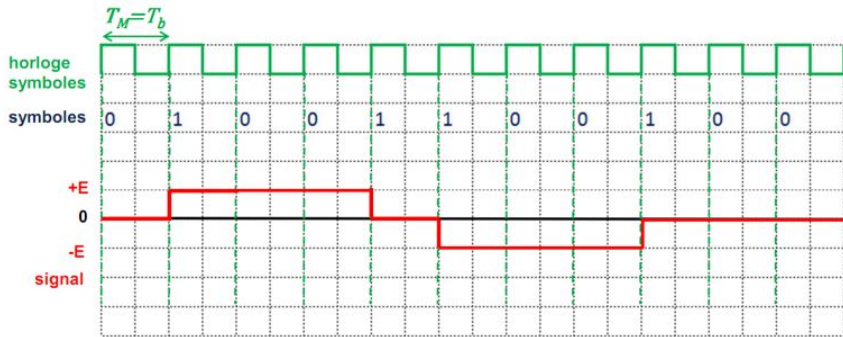 T_M=T_b
horloge
symboles
symboles 0 1 0 0 1 1 0 0 1 0 0
+E
0
-E
signal